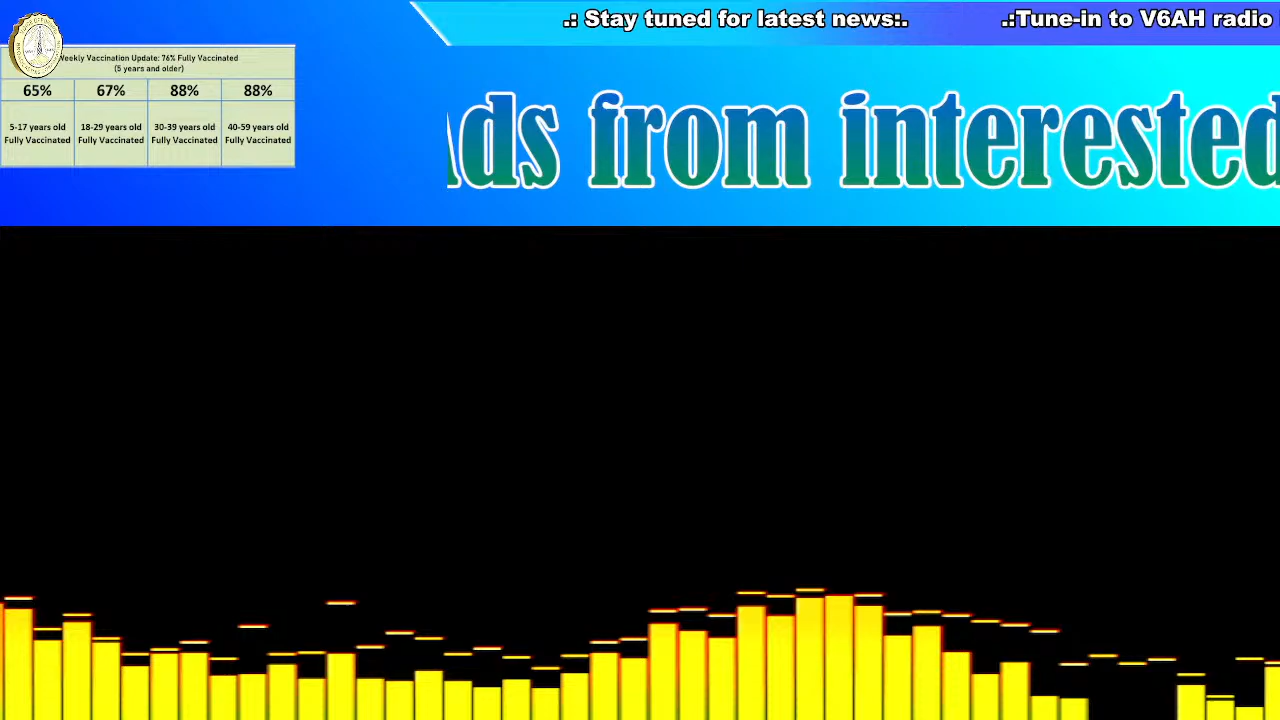 .: Stay tuned for latest news:.
.:Tune-in to V6AH radio
Weekly Vaccination Update: 76% Fully Vaccinated
(5 years and older)
65% 67% 88% 88%
5-17 years old 18-29 years old 30-39 years old 40-59 years old
Fully Vaccinated Fully Vaccinated Fully Vaccinated Fully Vaccinated
ds from interested